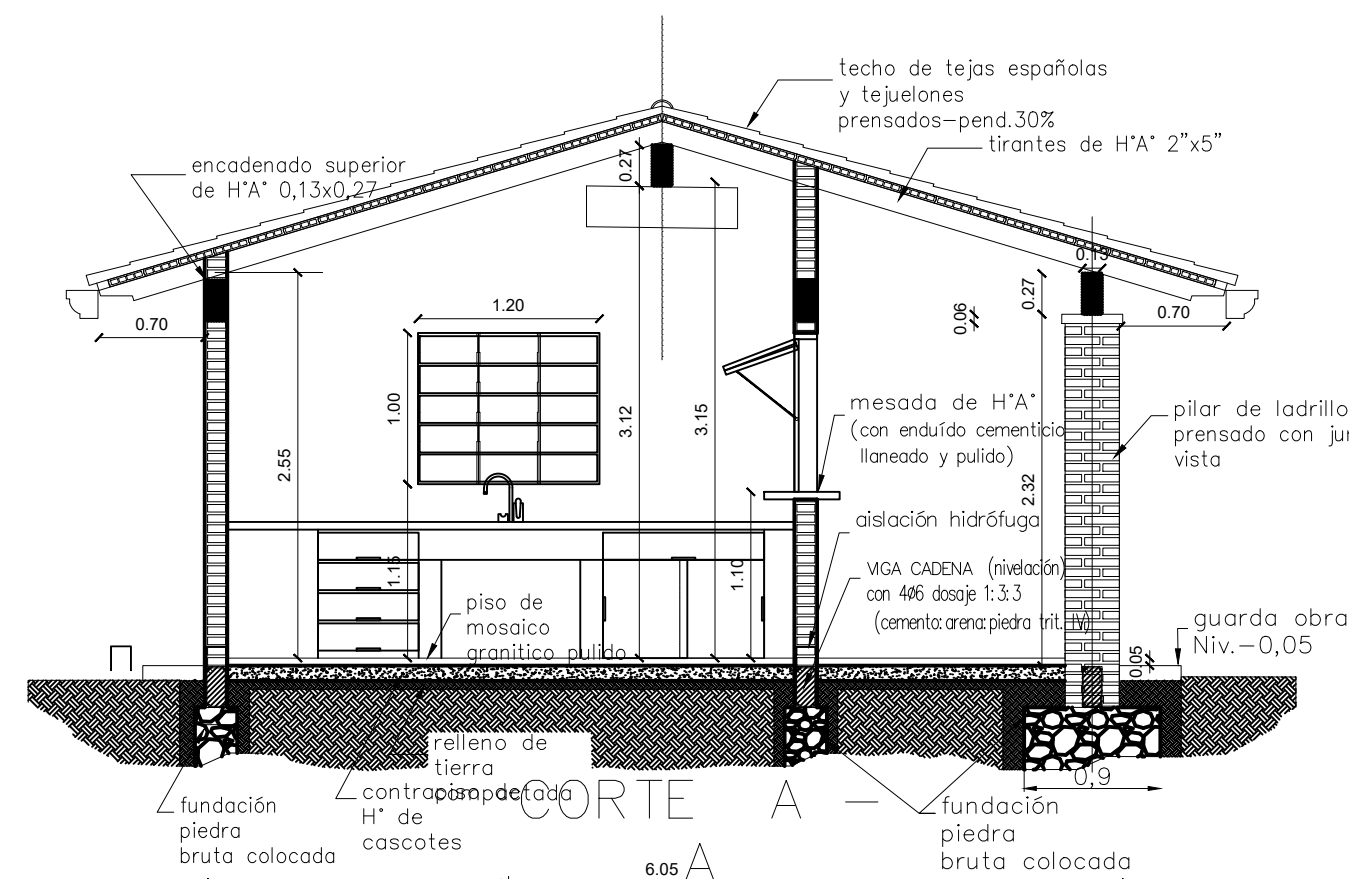 techo de tejas españolas
y tejuelones
prensados-pend.30%
tirantes de H°A° 2"x5"
encadenado superior
de H°A° 0,13x0,27
0.27
0.13
0.27
0.06
0.70
0.70
1.20
1.00
2.55
3.12
3.15
2.32
mesada de H°A°
(con enduído cementicio
llaneado y pulido)
pilar de ladrillo
prensado con
vista
aislación hidrófuga
1.15
1.10
VIGA CADENA (nivelación)
con 4ø6 dosaje 1:3:3
(cemento:arena:piedra trit. IV)
piso de
mosaico
granitico pulido
guarda obra
Niv.-0,05
0.05
relleno de
tierra
compactada
contrapiso de
H° de
cascotes
CORTE A -
A
0,9
fundación
piedra
bruta colocada
fundación
piedra
bruta colocada
6.05